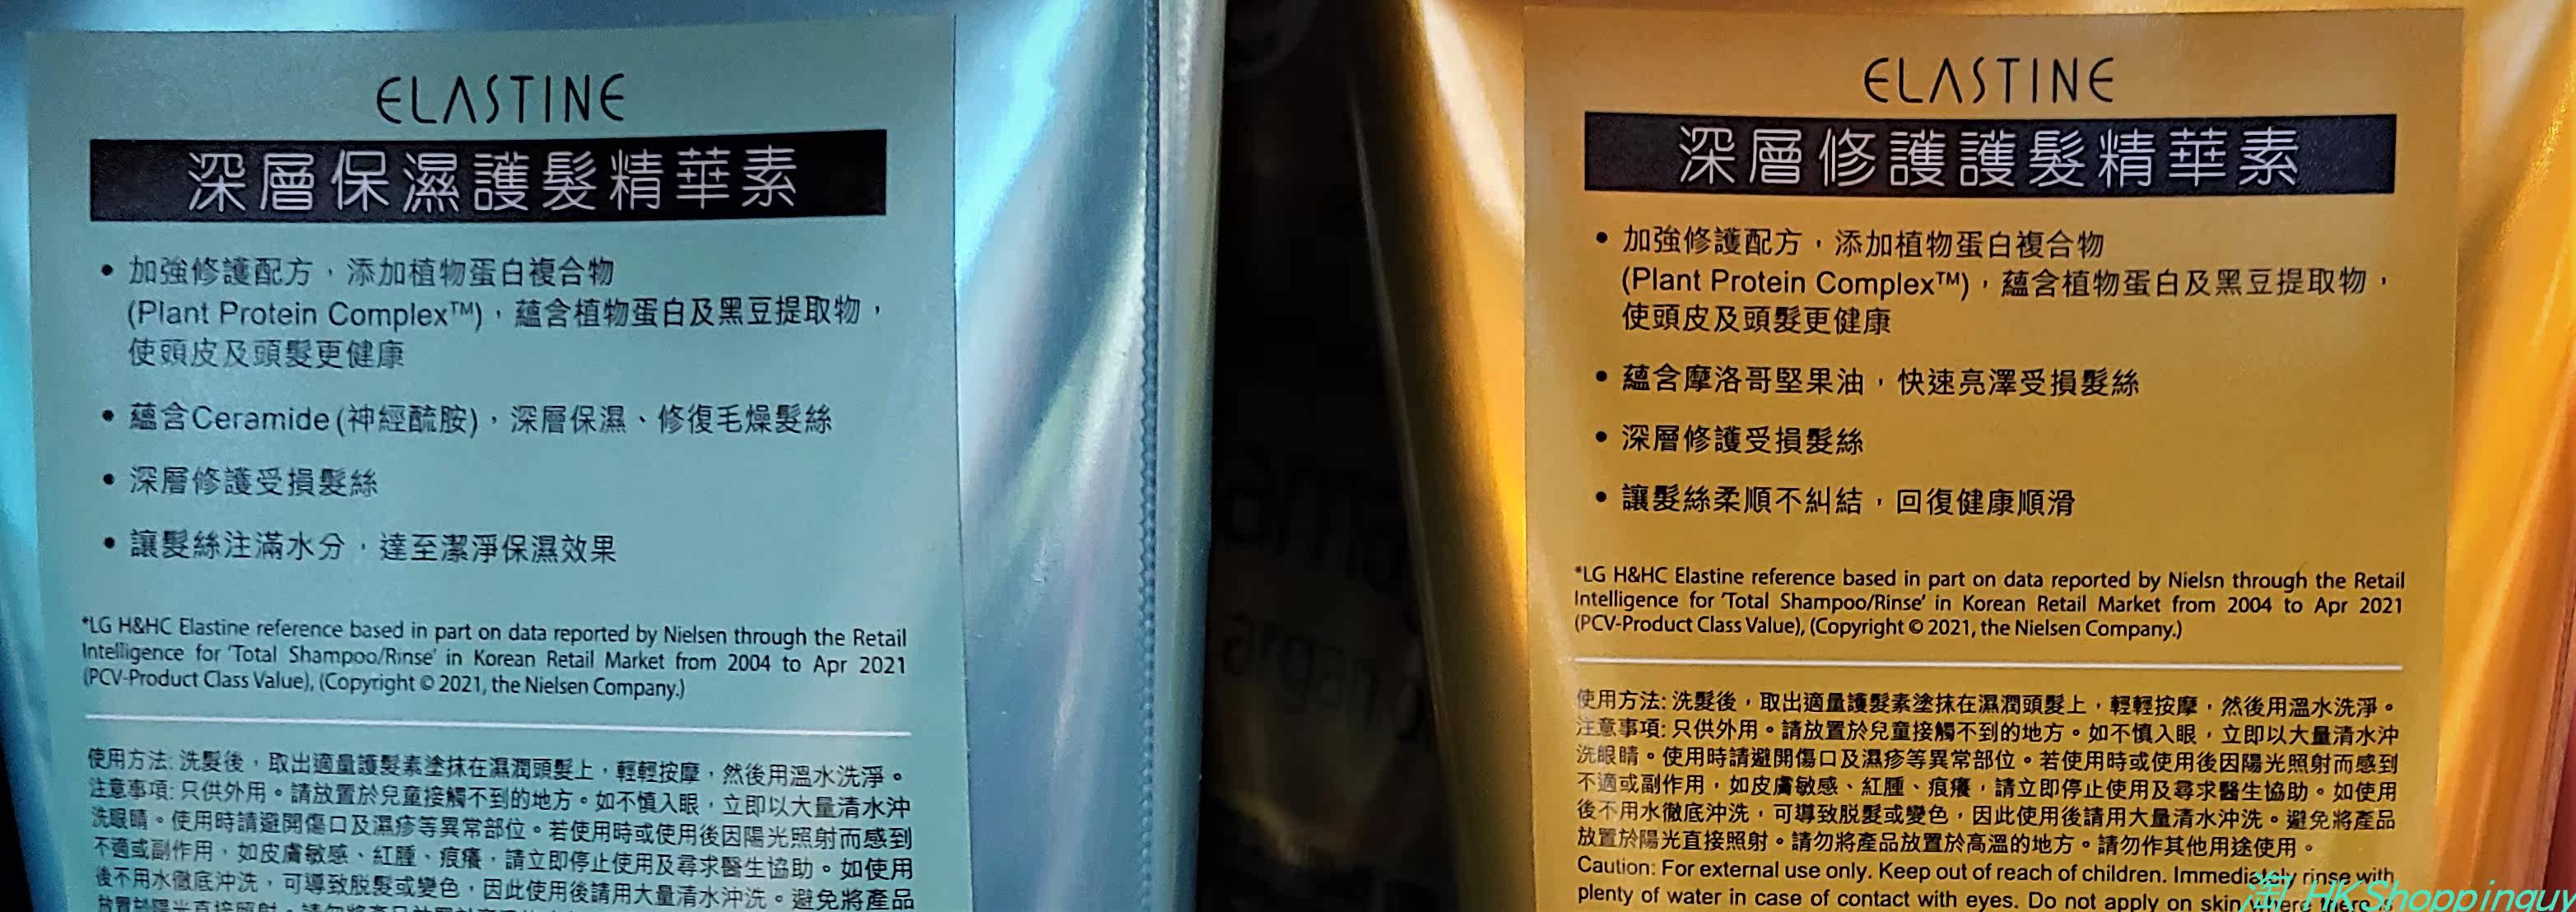 ELASTINE
深層保濕護髮精華素
• 加強修護配方，添加植物蛋白複合物
(Plant Protein Complex™)，蘊含植物蛋白及黑豆提取物，
使頭皮及頭髮更健康
• 蘊含Ceramide (神經酰胺)，深層保濕、修復毛燥髮絲
• 深層修護受損髮絲
• 讓髮絲注滿水分，達至潔淨保濕效果
*LG H&HC Elastine reference based in part on data reported by Nielsen through the Retail
Intelligence for 'Total Shampoo/Rinse' in Korean Retail Market from 2004 to Apr 2021
(PCV-Product Class Value), (Copyright © 2021, the Nielsen Company.)
使用方法: 洗髮後，取出適量護髮素塗抹在濕潤頭髮上，輕輕按摩，然後用溫水洗淨。
注意事項: 只供外用。請放置於兒童接觸不到的地方。如不慎入眼，立即以大量清水沖
洗眼睛。使用時請避開傷口及濕疹等異常部位。若使用時或使用後因陽光照射而感到
不適或副作用，如皮膚敏感、紅腫、痕癢，請立即停止使用及尋求醫生協助。如使用
後不用水徹底沖洗，可導致脫髮或變色，因此使用後請用大量清水沖洗。避免將產品
ELASTINE
深層修護護髮精華素
• 加強修護配方，添加植物蛋白複合物
(Plant Protein Complex™)，蘊含植物蛋白及黑豆提取物，
使頭皮及頭髮更健康
• 蘊含摩洛哥堅果油，快速亮澤受損髮絲
• 深層修護受損髮絲
• 讓髮絲柔順不糾結，回復健康順滑
*LG H&HC Elastine reference based in part on data reported by Nielsn through the Retail
Intelligence for 'Total Shampoo/Rinse' in Korean Retail Market from 2004 to Apr 2021
(PCV-Product Class Value), (Copyright © 2021, the Nielsen Company.)
使用方法: 洗髮後，取出適量護髮素塗抹在濕潤頭髮上，輕輕按摩，然後用溫水洗淨。
注意事項: 只供外用。請放置於兒童接觸不到的地方。如不慎入眼，立即以大量清水沖
洗眼睛。使用時請避開傷口及濕疹等異常部位。若使用時或使用後因陽光照射而感到
不適或副作用，如皮膚敏感、紅腫、痕癢，請立即停止使用及尋求醫生協助。如使用
後不用水徹底沖洗，可導致脫髮或變色，因此使用後請用大量清水沖洗。避免將產品
放置於陽光直接照射。請勿將產品放置於高溫的地方。請勿作其他用途使用。
Caution: For external use only. Keep out of reach of children. Immediately rinse with
plenty of water in case of contact with eyes. Do not apply on skin where there
淘 HKShoppingu